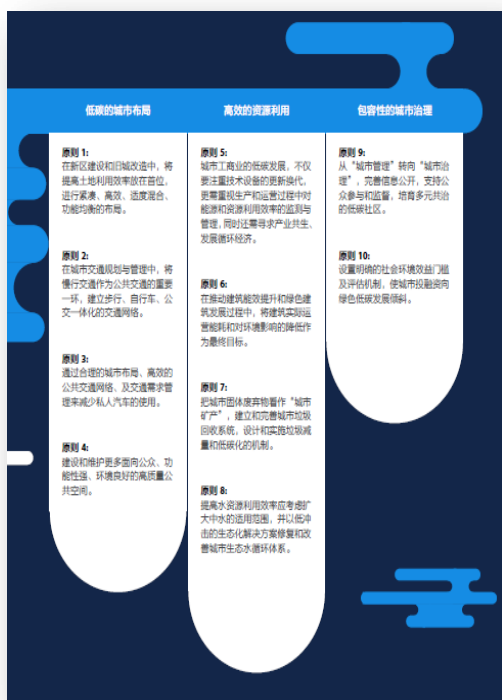 低碳的城市布局
原则 1:
在新区建设和旧城改造中，将
提高土地利用效率放在首位，
进行紧凑、高效、适度混合、
功能均衡的布局。
原则 2:
在城市交通规划与管理中，将
慢行交通作为公共交通的重要
一环，建立步行、自行车、公
交一体化的交通网络。
原则 3:
通过合理的城市布局、高效的
公共交通网络、及交通需求管
理来减少私人汽车的使用。
原则 4:
建设和维护更多面向公众、功
能性强、环境良好的高质量公
共空间。
高效的资源利用
原则 5:
城市工商业的低碳发展，不仅
要注重技术设备的更新换代，
更需重视生产和运营过程中对
能源和资源利用效率的监测与
管理，同时还需寻求产业共生、
发展循环经济。
原则 6:
在推动建筑能效提升和绿色建
筑发展过程中，将建筑实际运
营能耗和对环境影响的降低作
为最终目标。
原则 7:
把城市固体废弃物看作“城市
矿产”，建立和完善城市垃圾
回收系统，设计和实施垃圾减
量和低碳化的机制。
原则 8:
提高水资源利用效率应考虑扩
大中水的适用范围，并以低冲
击的生态化解决方案修复和改
善城市生态水循环体系。
包容性的城市治理
原则 9:
从“城市管理”转向“城市治
理”，完善信息公开，支持公
众参与和监督，培育多元共治
的低碳社区。
原则 10:
设置明确的社会环境效益门槛
及评估机制，使城市投融资向
绿色低碳发展倾斜。